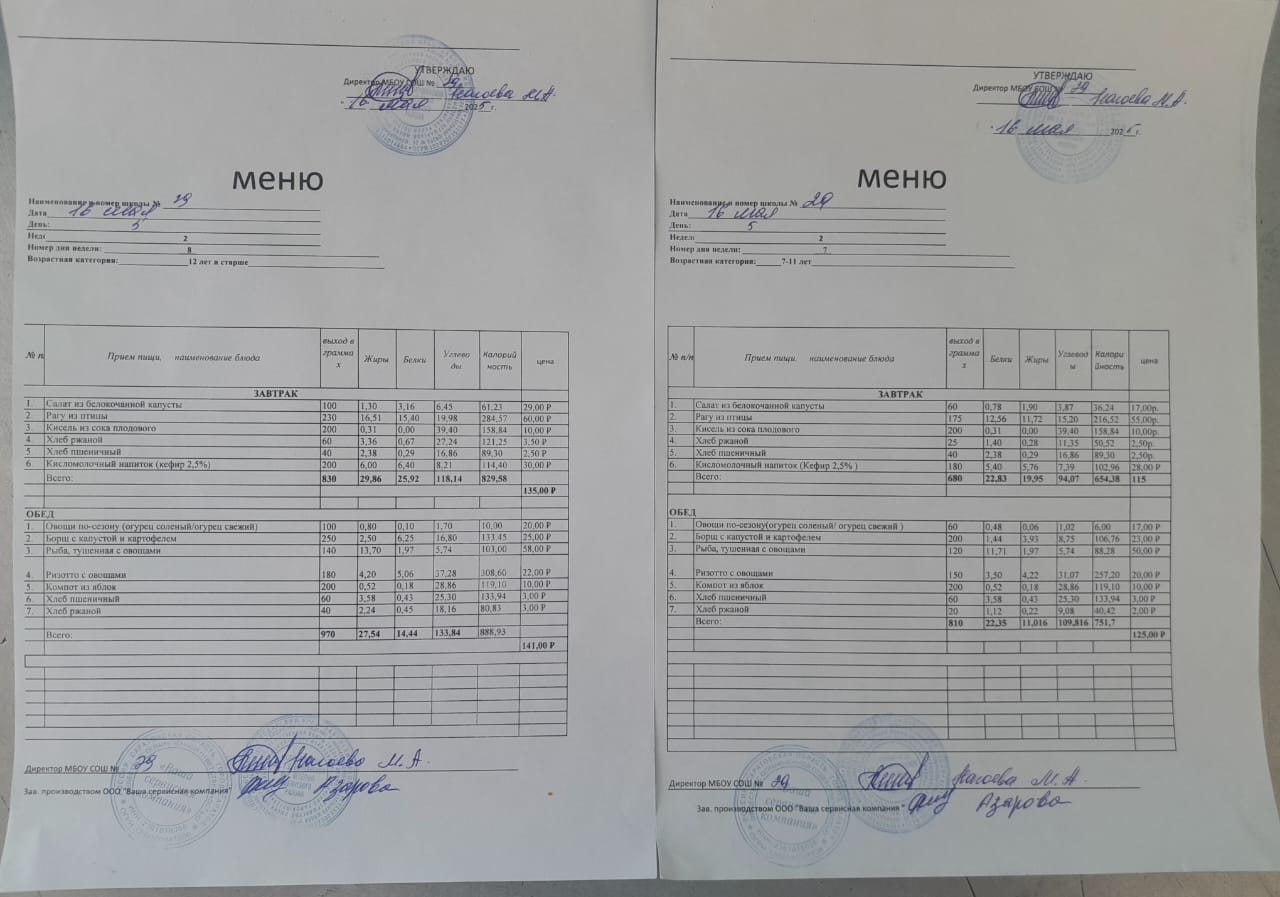 УТВЕРЖДАЮ
Директор МБОУ СОШ № 29
Нагоева М.А.
16 мая 2025 г.
меню
Наименование и номер школы № 29
Дата 16 мая
День: 5
Неде 2
Номер дня недели: 8
Возрастная категория: 12 лет и старше
№ п Прием пищи, наименование блюда выход в граммах Жиры Белки Углеводы Калорийность цена
ЗАВТРАК
1. Салат из белокочанной капусты 100 1,30 3,16 6,45 61,23 29,00 ₽
2. Рагу из птицы 230 16,51 15,40 19,98 284,57 60,00 ₽
3. Кисель из сока плодового 200 0,31 0,00 39,40 158,84 10,00 ₽
4. Хлеб ржаной 60 3,36 0,67 27,24 121,25 3,50 ₽
5 Хлеб пшеничный 40 2,38 0,29 16,86 89,30 2,50 ₽
6. Кисломолочный напиток (кефир 2,5%) 200 6,00 6,40 8,21 114,40 30,00 ₽
Всего: 830 29,86 25,92 118,14 829,58
135,00 ₽
ОБЕД
1. Овощи по-сезону (огурец соленый/огурец свежий) 100 0,80 0,10 1,70 10,00 20,00 ₽
2. Борщ с капустой и картофелем 250 2,50 6,25 16,80 133,45 25,00 ₽
3. Рыба, тушенная с овощами 140 13,70 1,97 5,74 103,00 58,00 ₽
4. Ризотто с овощами 180 4,20 5,06 37,28 308,60 22,00 ₽
5. Компот из яблок 200 0,52 0,18 28,86 119,10 10,00 ₽
6. Хлеб пшеничный 60 3,58 0,43 25,30 133,94 3,00 ₽
7. Хлеб ржаной 40 2,24 0,45 18,16 80,83 3,00 ₽
Всего: 970 27,54 14,44 133,84 888,93
141,00 ₽
Директор МБОУ СОШ № 29 Нагоева М.А.
Зав. производством ООО "Ваша сервисная компания" Азарова
«Ваша сервисная компания»
УТВЕРЖДАЮ
Директор МБОУ СОШ № 29
Нагоева М.А.
16 мая 2025 г.
меню
Наименование и номер школы № 29
Дата 16 мая
День: 5
Недел 2
Номер дня недели: 7
Возрастная категория: 7-11 лет
№ п/п Прием пищи, наименование блюда выход в граммах Белки Жиры Углеводы Калорийность цена
ЗАВТРАК
1. Салат из белокочанной капусты 60 0,78 1,90 3,87 36,24 17,00р.
2. Рагу из птицы 175 12,56 11,72 15,20 216,52 55,00р.
3. Кисель из сока плодового 200 0,31 0,00 39,40 158,84 10,00р.
4. Хлеб ржаной 25 1,40 0,28 11,35 50,52 2,50р.
5. Хлеб пшеничный 40 2,38 0,29 16,86 89,30 2,50р.
6. Кисломолочный напиток (Кефир 2,5% ) 180 5,40 5,76 7,39 102,96 28,00 ₽
Всего: 680 22,83 19,95 94,07 654,38 115
ОБЕД
1. Овощи по-сезону(огурец соленый/ огурец свежий ) 60 0,48 0,06 1,02 6,00 17,00 ₽
2. Борщ с капустой и картофелем 200 1,44 3,93 8,75 106,76 23,00 ₽
3. Рыба, тушенная с овощами 120 11,71 1,97 5,74 88,28 50,00 ₽
4. Ризотто с овощами 150 3,50 4,22 31,07 257,20 20,00 ₽
5. Компот из яблок 200 0,52 0,18 28,86 119,10 10,00 ₽
6. Хлеб пшеничный 60 3,58 0,43 25,30 133,94 3,00 ₽
7. Хлеб ржаной 20 1,12 0,22 9,08 40,42 2,00 ₽
Всего: 810 22,35 11,016 109,816 751,7
125,00 ₽
Директор МБОУ СОШ № 29 Нагоева М.А
Зав. производством ООО "Ваша сервисная компания" Азарова
«Ваша сервисная компания»